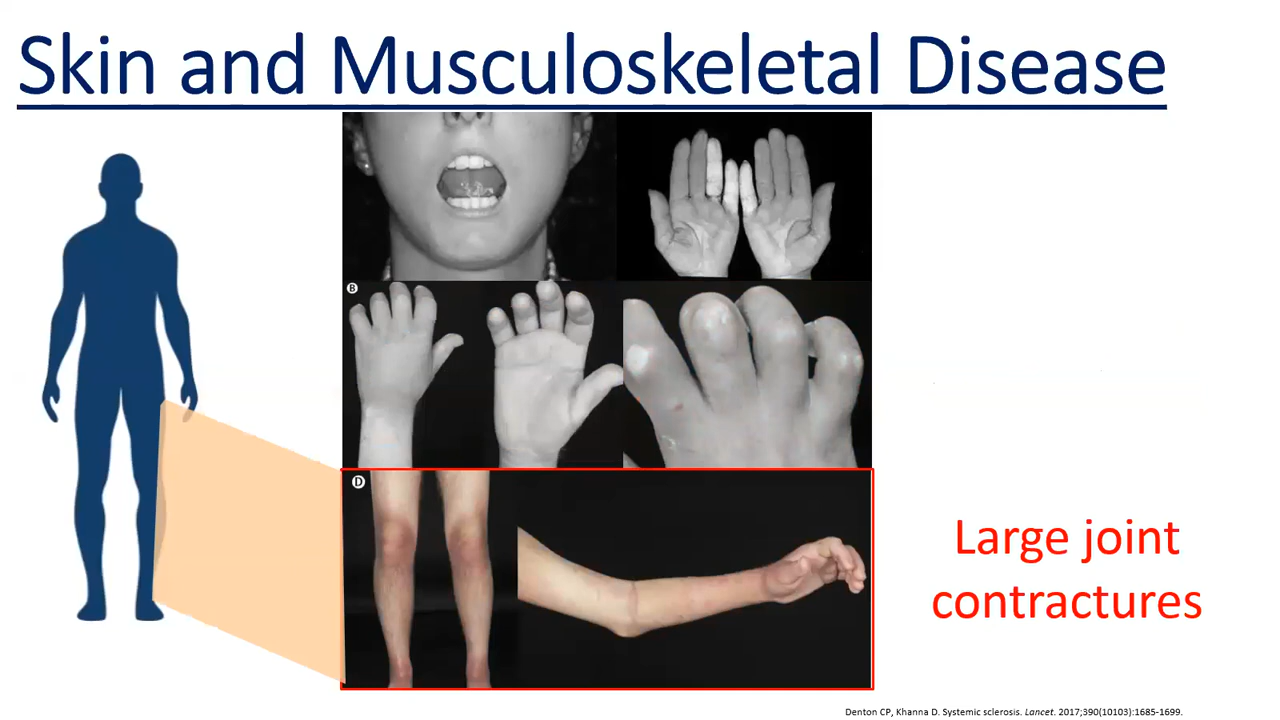 Skin and Musculoskeletal Disease
B
D
Large joint
contractures
Denton CP, Khanna D. Systemic sclerosis. Lancet. 2017;390(10103):1685-1699.